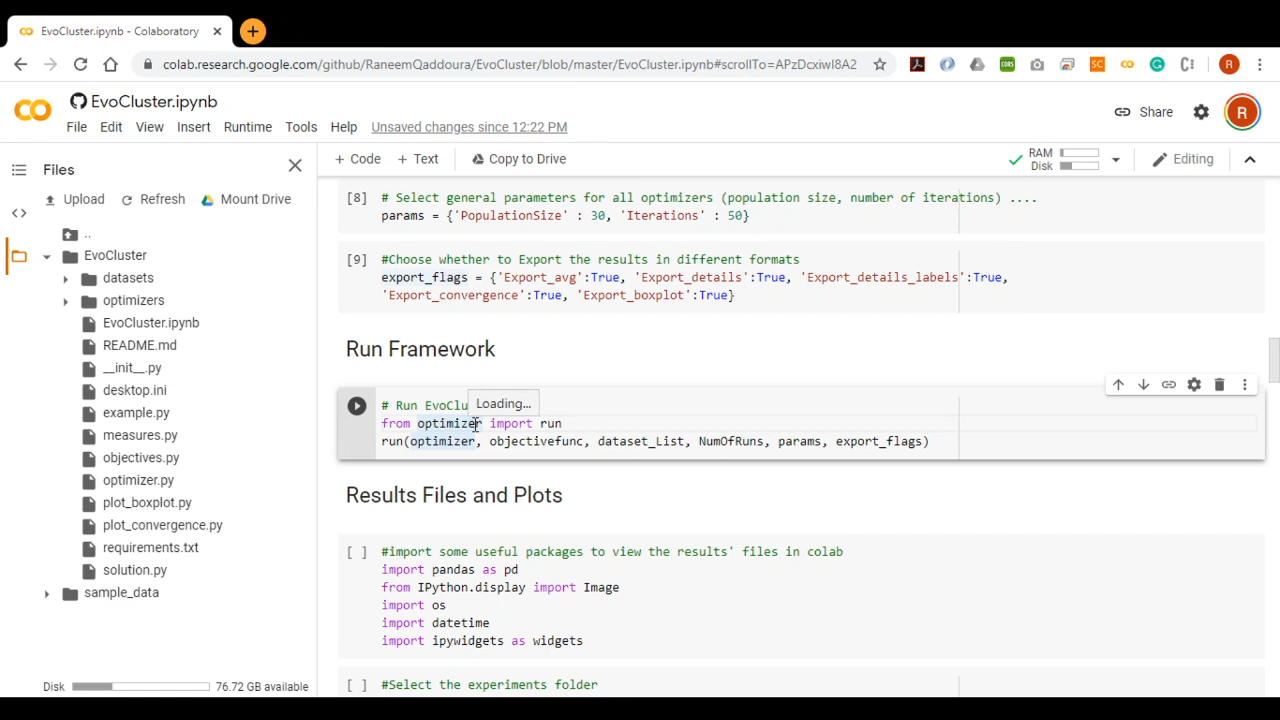 EvoCluster.ipynb - Colaboratory
colab.research.google.com/github/RaneemQaddoura/EvoCluster/blob/master/EvoCluster.ipynb#scrollTo=APzDcxiwI8A2
CORS
SC
R
EvoCluster.ipynb
Share
R
File Edit View Insert Runtime Tools Help Unsaved changes since 12:22 PM
Files
+ Code + Text Copy to Drive
RAM
Disk
Editing
Upload Refresh Mount Drive
..
EvoCluster
datasets
optimizers
EvoCluster.ipynb
README.md
__init__.py
desktop.ini
example.py
measures.py
objectives.py
optimizer.py
plot_boxplot.py
plot_convergence.py
requirements.txt
solution.py
sample_data
Disk 76.72 GB available
[8] # Select general parameters for all optimizers (population size, number of iterations) ....
params = {'PopulationSize' : 30, 'Iterations' : 50}
[9] #Choose whether to Export the results in different formats
export_flags = {'Export_avg':True, 'Export_details':True, 'Export_details_labels':True,
'Export_convergence':True, 'Export_boxplot':True}
Run Framework
# Run EvoClu
Loading...
from optimizer import run
run(optimizer, objectivefunc, dataset_List, NumOfRuns, params, export_flags)
Results Files and Plots
[ ] #import some useful packages to view the results' files in colab
import pandas as pd
from IPython.display import Image
import os
import datetime
import ipywidgets as widgets
[ ] #Select the experiments folder